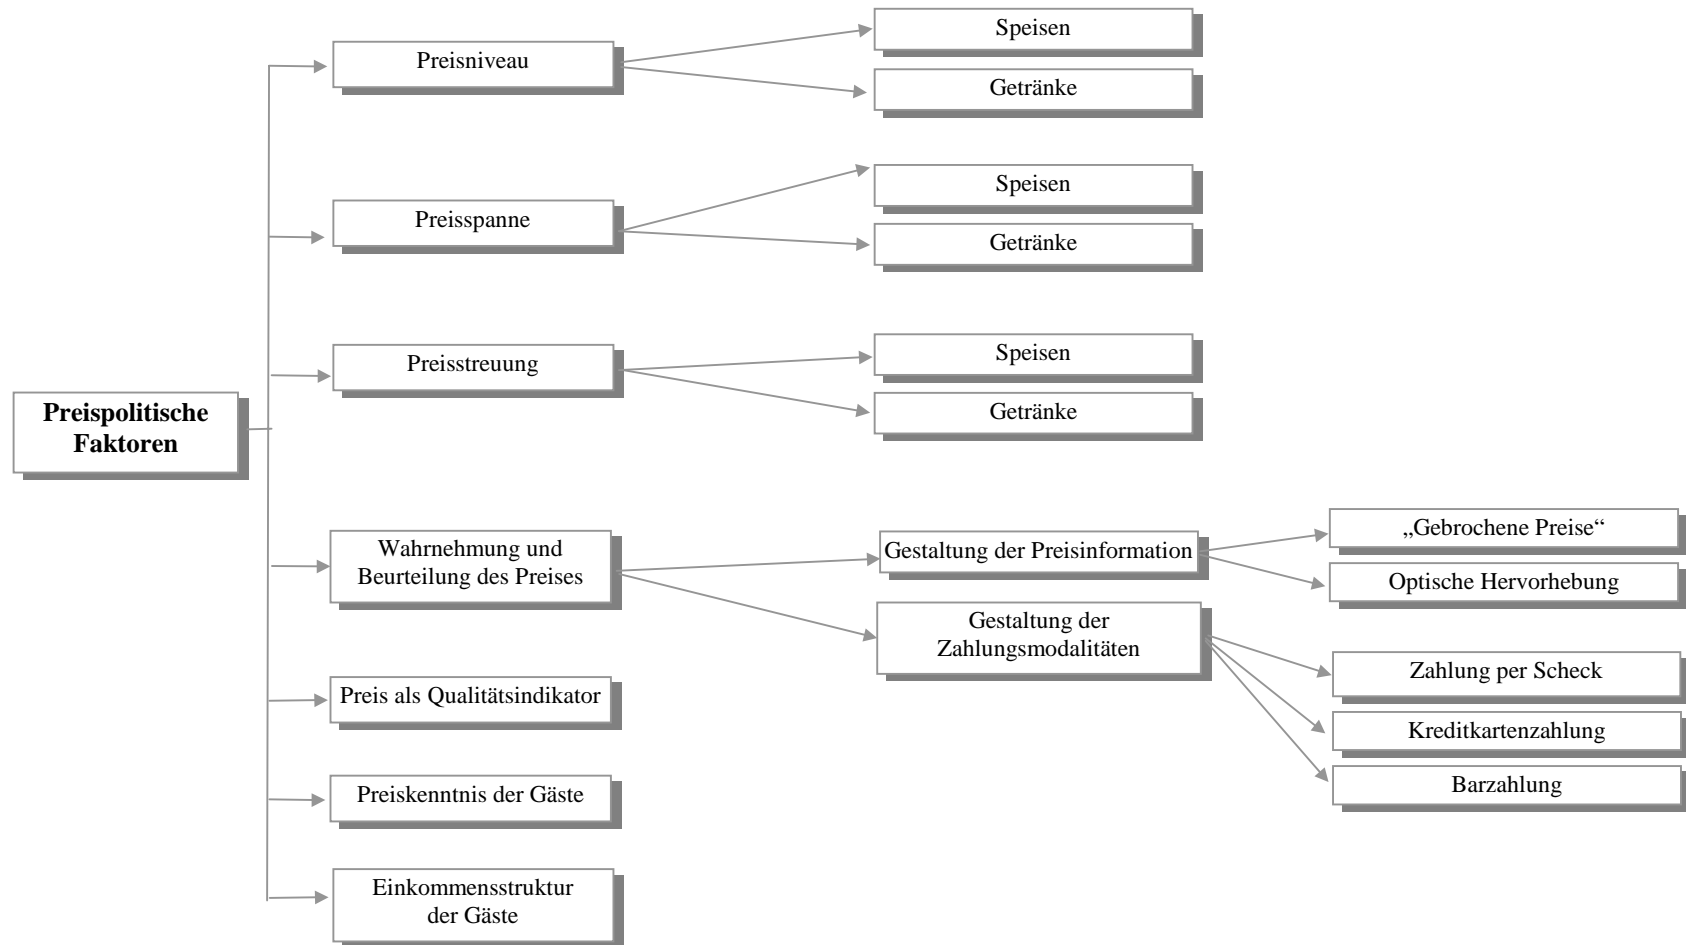 Preispolitische
Faktoren
Preisniveau
Speisen
Getränke
Preisspanne
Speisen
Getränke
Preisstreuung
Speisen
Getränke
Wahrnehmung und
Beurteilung des Preises
Gestaltung der Preisinformation
„Gebrochene Preise“
Optische Hervorhebung
Gestaltung der
Zahlungsmodalitäten
Zahlung per Scheck
Kreditkartenzahlung
Barzahlung
Preis als Qualitätsindikator
Preiskenntnis der Gäste
Einkommensstruktur
der Gäste